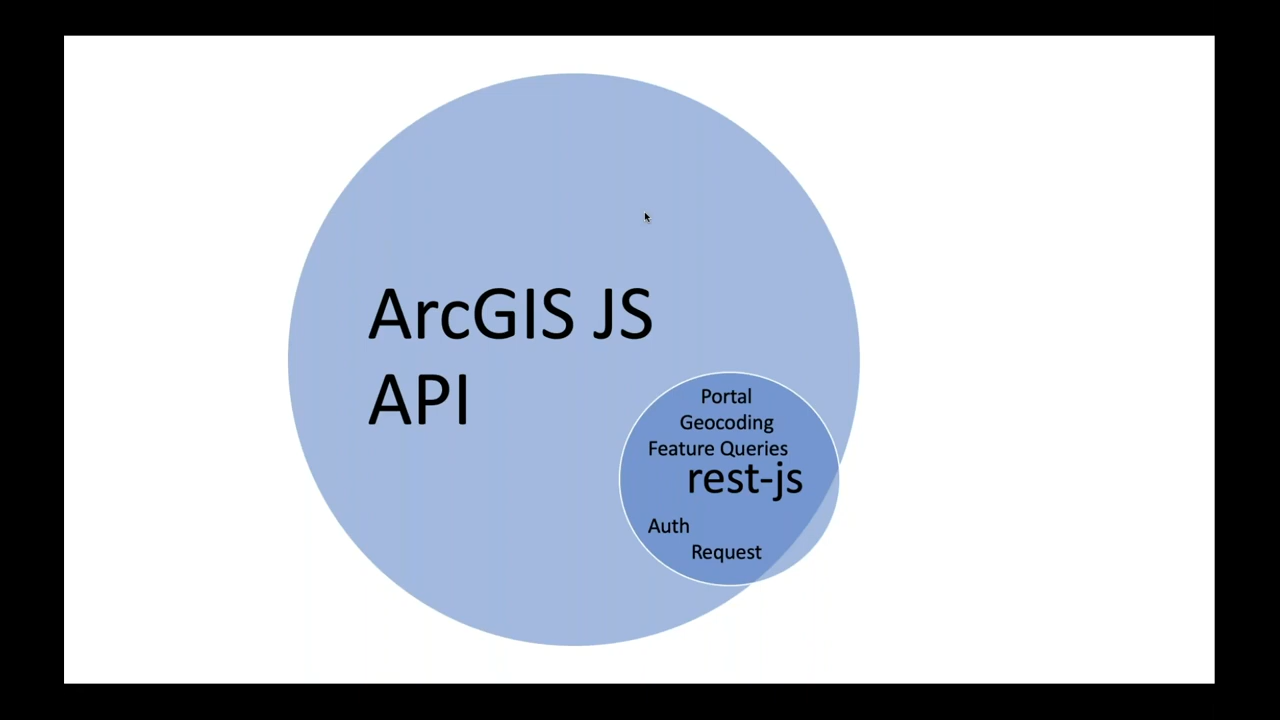 ArcGIS JS
API
Portal
Geocoding
Feature Queries
rest-js
Auth
Request